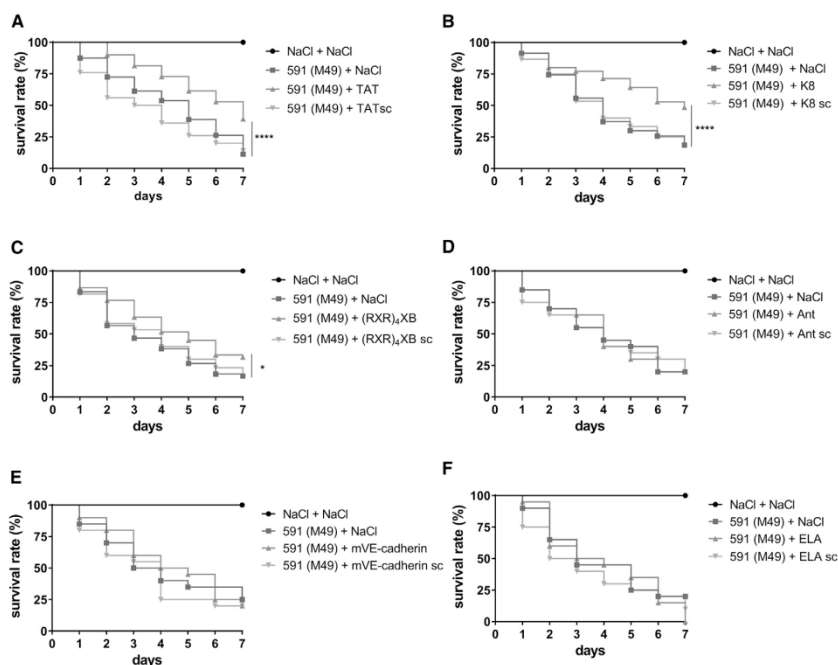 A
survival rate (%)
100
75
50
25
0
0 1 2 3 4 5 6 7
days
NaCl + NaCl
591 (M49) + NaCl
591 (M49) + TAT
591 (M49) + TATsc
****
B
survival rate (%)
100
75
50
25
0
0 1 2 3 4 5 6 7
days
NaCl + NaCl
591 (M49) + NaCl
591 (M49) + K8
591 (M49) + K8 sc
****
C
survival rate (%)
100
75
50
25
0
0 1 2 3 4 5 6 7
days
NaCl + NaCl
591 (M49) + NaCl
591 (M49) + (RXR)₄XB
591 (M49) + (RXR)₄XB sc
*
D
survival rate (%)
100
75
50
25
0
0 1 2 3 4 5 6 7
days
NaCl + NaCl
591 (M49) + NaCl
591 (M49) + Ant
591 (M49) + Ant sc
E
survival rate (%)
100
75
50
25
0
0 1 2 3 4 5 6 7
days
NaCl + NaCl
591 (M49) + NaCl
591 (M49) + mVE-cadherin
591 (M49) + mVE-cadherin sc
F
survival rate (%)
100
75
50
25
0
0 1 2 3 4 5 6 7
days
NaCl + NaCl
591 (M49) + NaCl
591 (M49) + ELA
591 (M49) + ELA sc